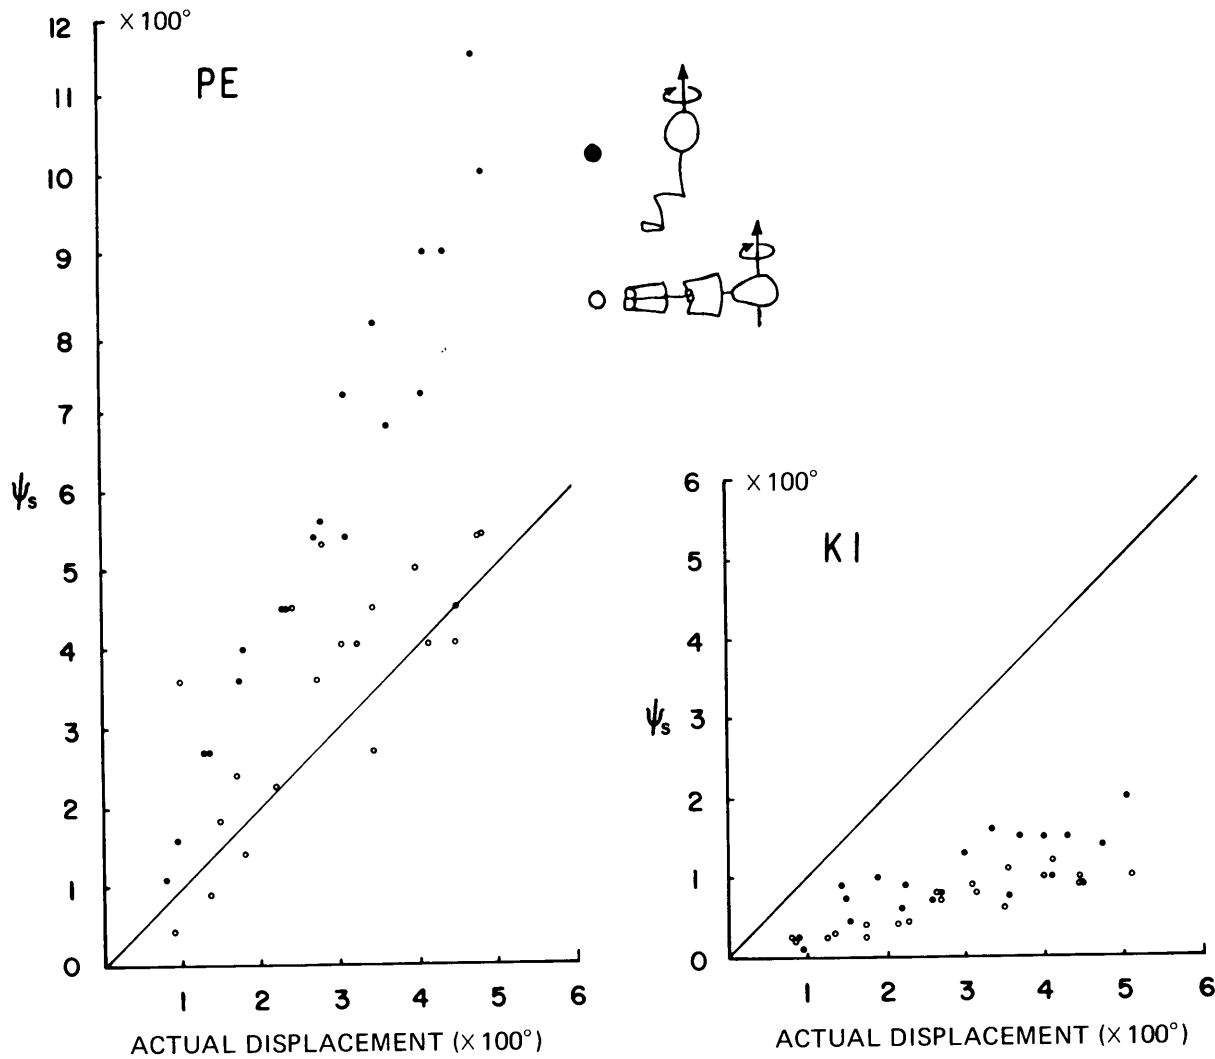 12 × 100°
PE
11
10
9
8
7
ψs 6
5
4
3
2
1
0
1 2 3 4 5 6
ACTUAL DISPLACEMENT (× 100°)
6 × 100°
KI
5
4
ψs 3
2
1
0
1 2 3 4 5 6
ACTUAL DISPLACEMENT (× 100°)